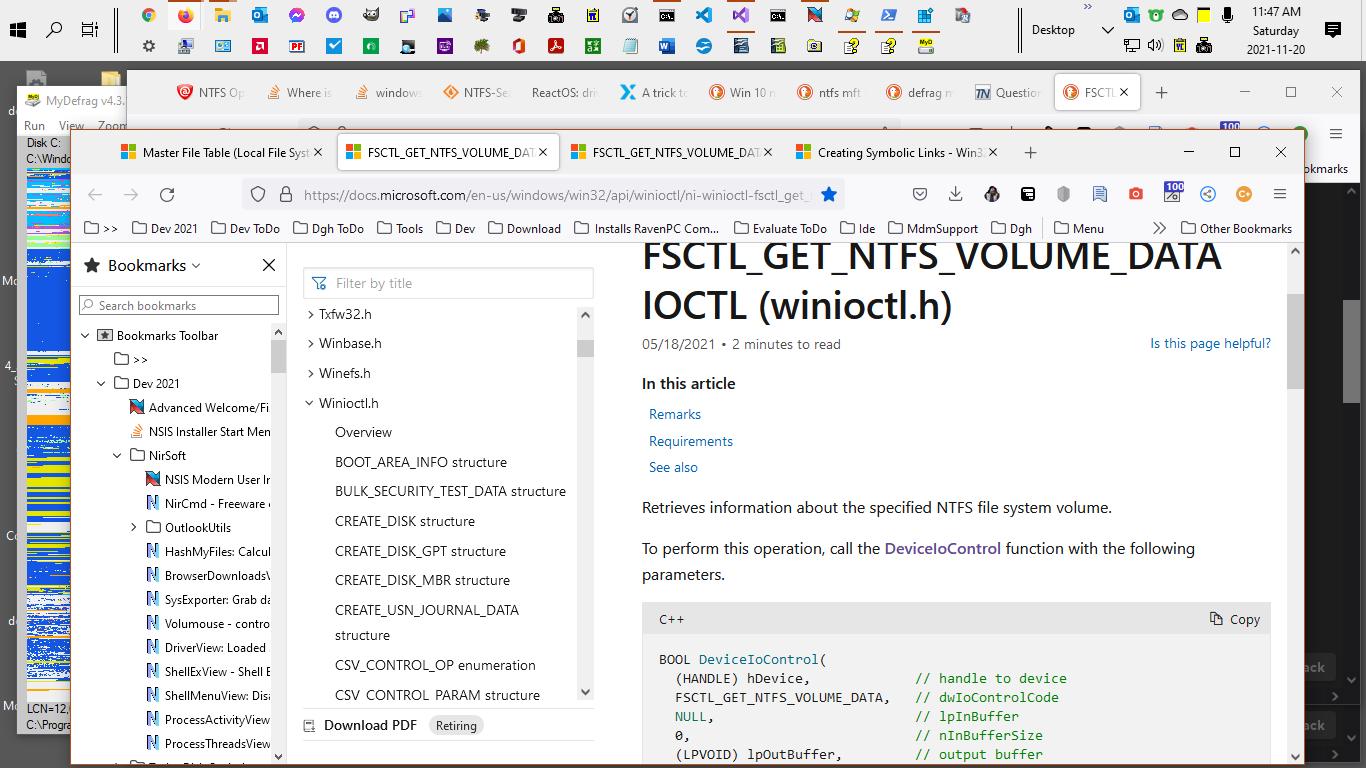 11:47 AM
Saturday
2021-11-20
Desktop
MyDefrag v4.3.
Run View Zoom
Disk C:
C:\Windo
NTFS Op
Where is
windows
NTFS-Se
ReactOS: dri
A trick to
Win 10 n
ntfs mft
defrag m
Question
FSCTL
100
okmarks
Master File Table (Local File Syst
FSCTL_GET_NTFS_VOLUME_DAT
FSCTL_GET_NTFS_VOLUME_DAT
Creating Symbolic Links - Win3
https://docs.microsoft.com/en-us/windows/win32/api/winioctl/ni-winioctl-fsctl_get_
100
>> Dev 2021 Dev ToDo Dgh ToDo Tools Dev Download Installs RavenPC Com... Evaluate ToDo Ide MdmSupport Dgh Menu Other Bookmarks
Bookmarks
Search bookmarks
Bookmarks Toolbar
>>
Dev 2021
Advanced Welcome/Fi
NSIS Installer Start Men
NirSoft
NSIS Modern User In
NirCmd - Freeware
OutlookUtils
HashMyFiles: Calcul
BrowserDownloadsV
SysExporter: Grab da
Volumouse - contro
DriverView: Loaded
ShellExView - Shell E
ShellMenuView: Disa
ProcessActivityView
ProcessThreadsView
Filter by title
Txfw32.h
Winbase.h
Winefs.h
Winioctl.h
Overview
BOOT_AREA_INFO structure
BULK_SECURITY_TEST_DATA structure
CREATE_DISK structure
CREATE_DISK_GPT structure
CREATE_DISK_MBR structure
CREATE_USN_JOURNAL_DATA
structure
CSV_CONTROL_OP enumeration
CSV_CONTROL_PARAM structure
Download PDF Retiring
FSCTL_GET_NTFS_VOLUME_DATA
IOCTL (winioctl.h)
05/18/2021 • 2 minutes to read
Is this page helpful?
In this article
Remarks
Requirements
See also
Retrieves information about the specified NTFS file system volume.
To perform this operation, call the DeviceIoControl function with the following
parameters.
C++ Copy
BOOL DeviceIoControl(
(HANDLE) hDevice, // handle to device
FSCTL_GET_NTFS_VOLUME_DATA, // dwIoControlCode
NULL, // lpInBuffer
0, // nInBufferSize
(LPVOID) lpOutBuffer, // output buffer
LCN=12,
C:\Progra
ack
ack